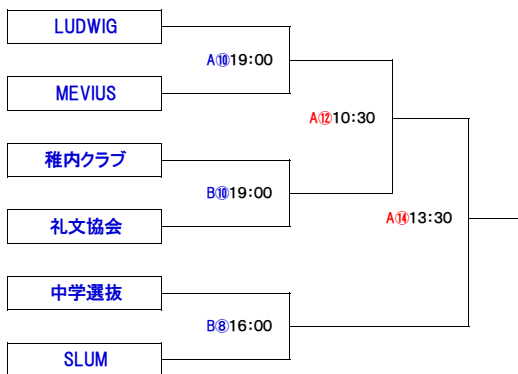 LUDWIG
A⑩19:00
MEVIUS
A⑫10:30
稚内クラブ
B⑩19:00
礼文協会
A⑭13:30
中学選抜
B⑧16:00
SLUM